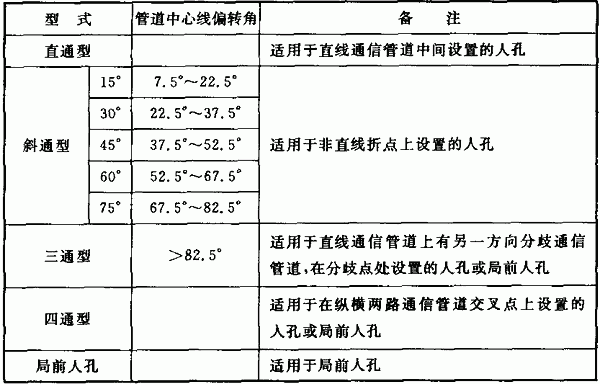 型 式 管道中心线偏转角 备 注
直通型 适用于直线通信管道中间设置的人孔
斜通型
15° 7.5°～22.5°
30° 22.5°～37.5°
45° 37.5°～52.5°
60° 52.5°～67.5°
75° 67.5°～82.5°
适用于非直线折点上设置的人孔
三通型 >82.5°
适用于直线通信管道上有另一方向分歧通信
管道,在分歧点处设置的人孔或局前人孔
四通型
适用于在纵横两路通信管道交叉点上设置的
人孔或局前人孔
局前人孔 适用于局前人孔